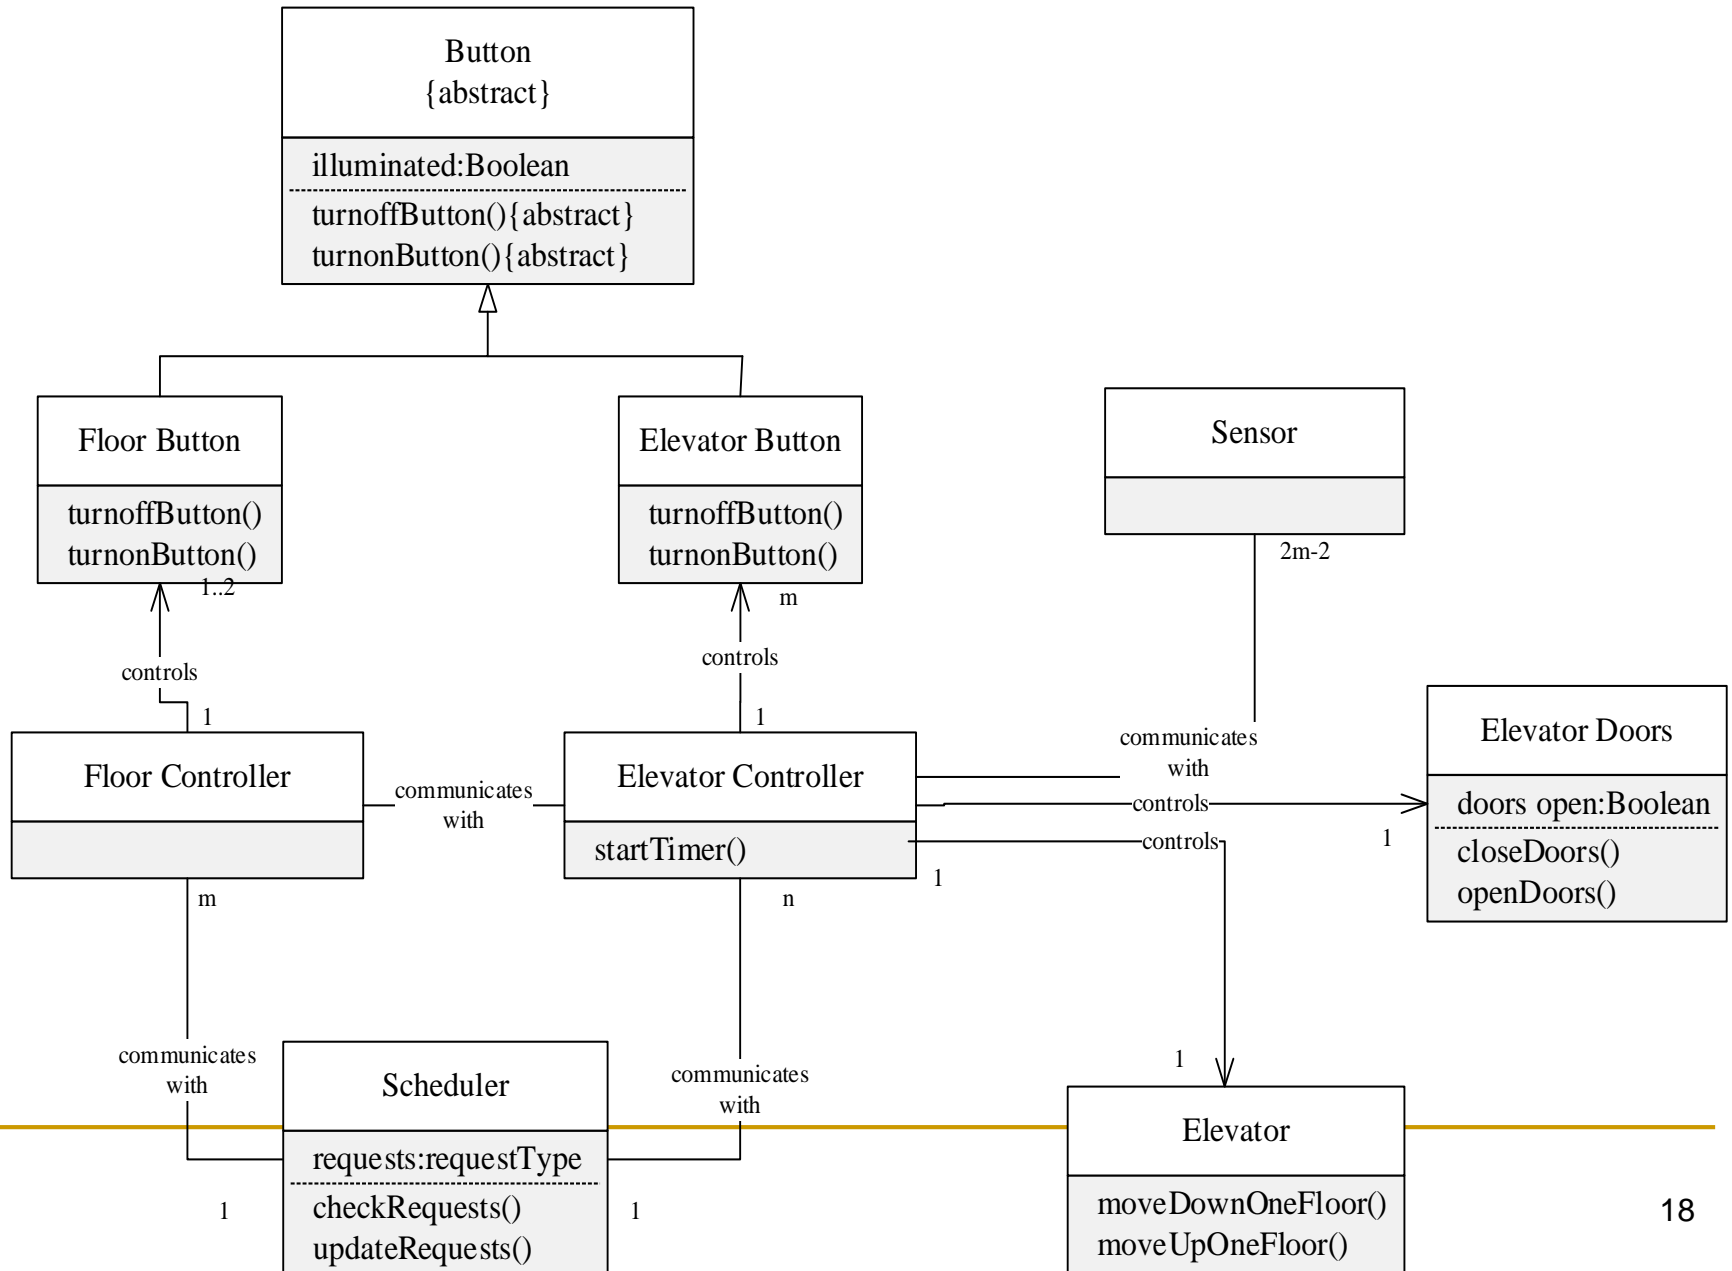 Button
{abstract}
illuminated:Boolean
turnoffButton(){abstract}
turnonButton(){abstract}
Floor Button
turnoffButton()
turnonButton()
1..2
Elevator Button
turnoffButton()
turnonButton()
m
Sensor
2m-2
controls
1
controls
1
Floor Controller
m
communicates
with
Elevator Controller
startTimer()
n
communicates
with
controls
controls
1
1
Elevator Doors
doors open:Boolean
closeDoors()
openDoors()
communicates
with
1
Scheduler
requests:requestType
checkRequests()
updateRequests()
communicates
with
1
1
Elevator
moveDownOneFloor()
moveUpOneFloor()
18